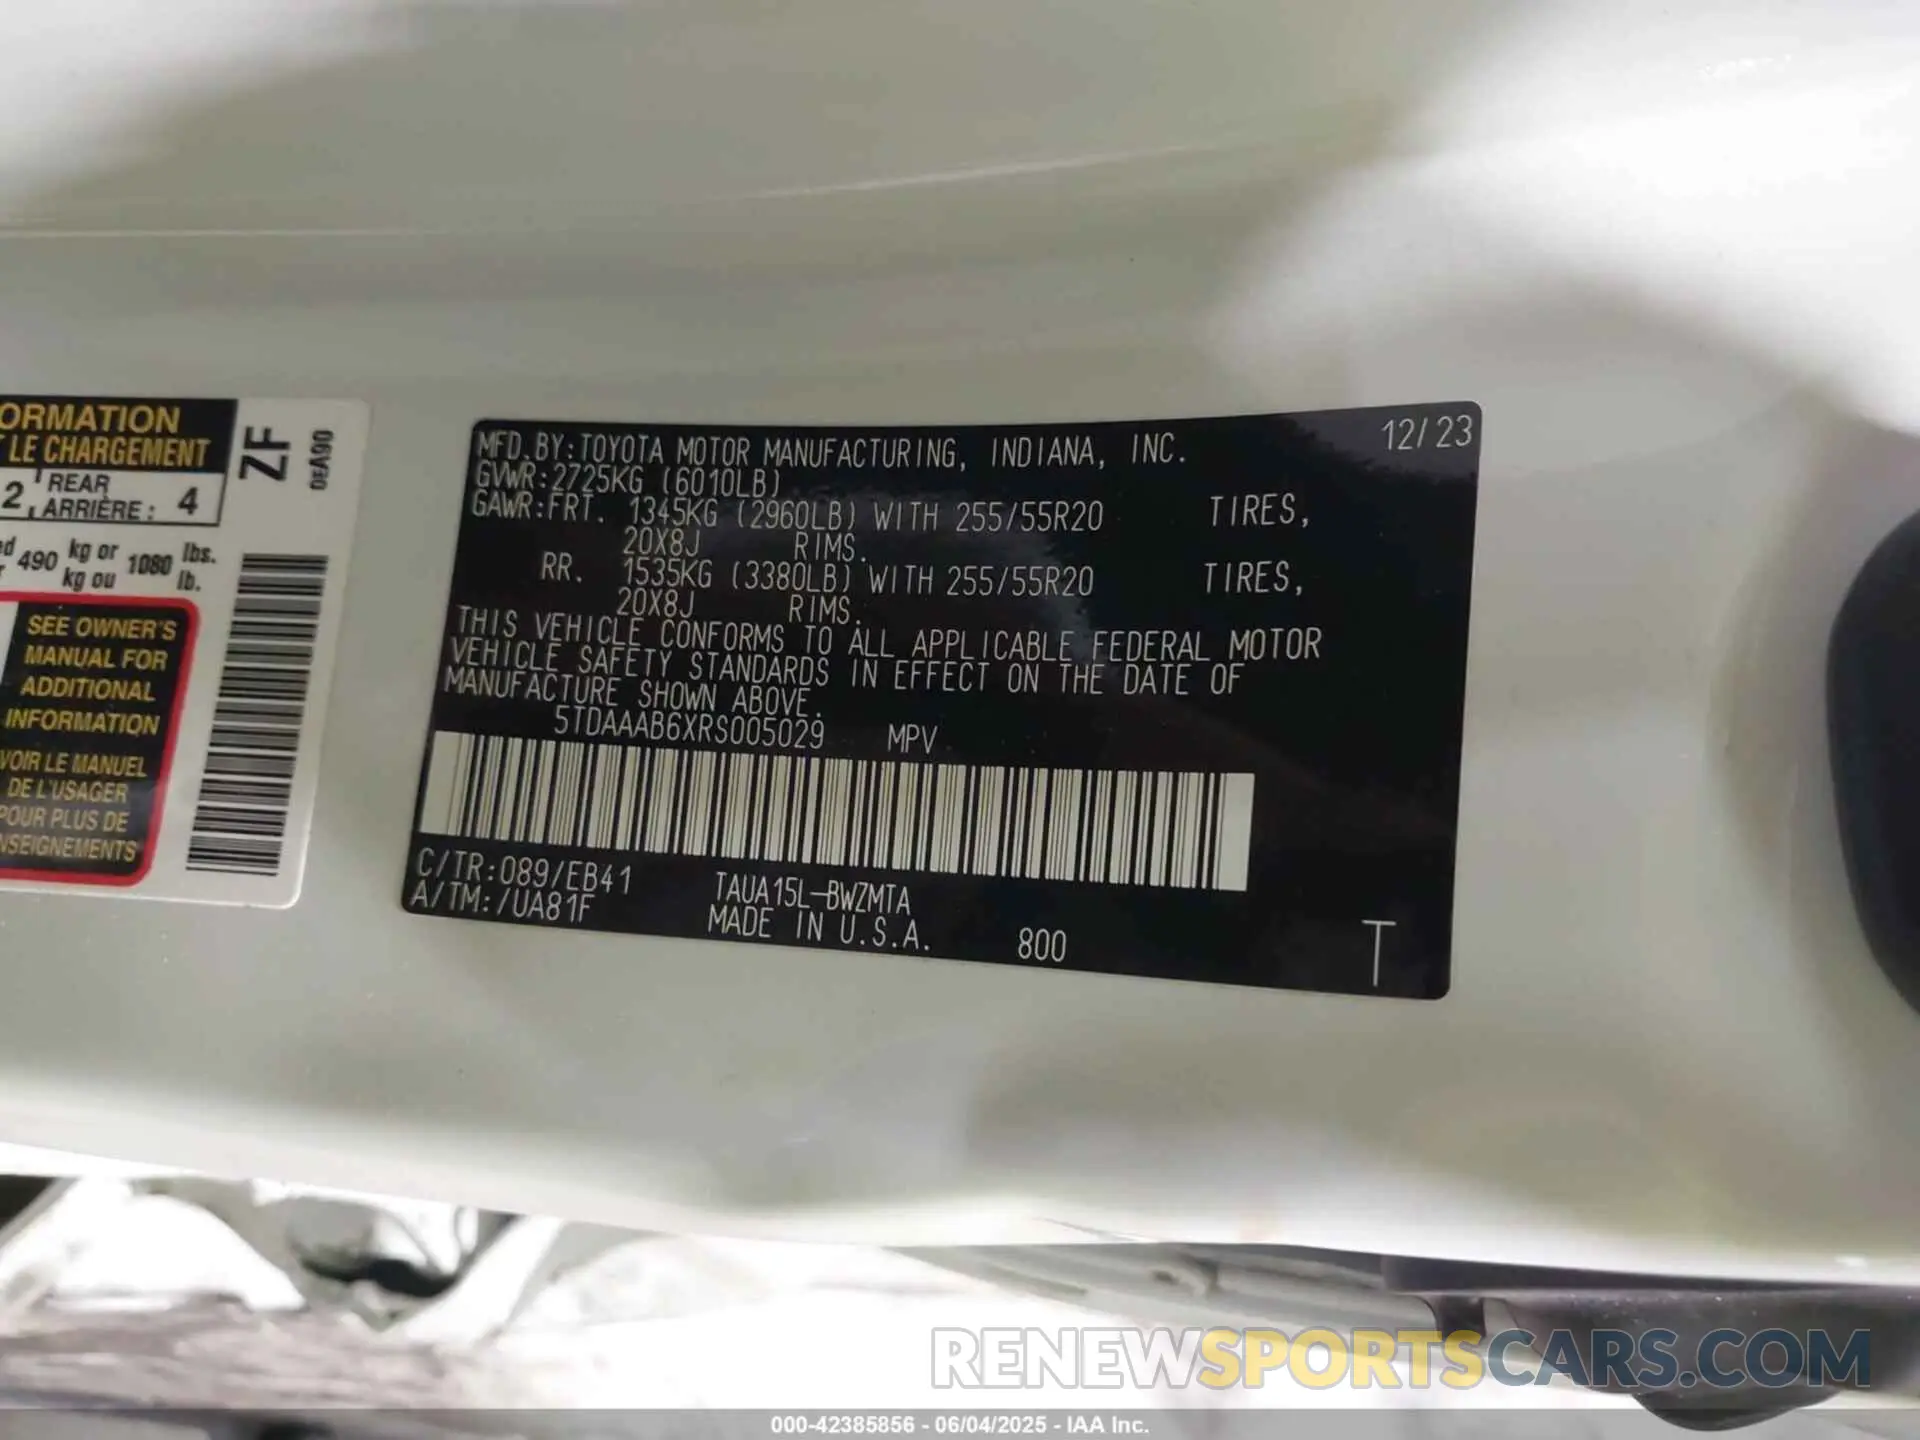 ORMATION
LE CHARGEMENT
2, REAR
ARRIÈRE : 4
490 kg or 1080 lbs.
kg ou lb.
SEE OWNER'S
MANUAL FOR
ADDITIONAL
INFORMATION
VOIR LE MANUEL
DE L'USAGER
POUR PLUS DE
NSEIGNEMENTS
ZF
MFD.BY:TOYOTA MOTOR MANUFACTURING, INDIANA, INC. 12/23
GVWR:2725KG (6010LB)
GAWR:FRT. 1345KG (2960LB) WITH 255/55R20 TIRES,
20X8J RIMS.
RR. 1535KG (3380LB) WITH 255/55R20 TIRES,
20X8J RIMS.
THIS VEHICLE CONFORMS TO ALL APPLICABLE FEDERAL MOTOR
VEHICLE SAFETY STANDARDS IN EFFECT ON THE DATE OF
MANUFACTURE SHOWN ABOVE.
5TDAAAB6XRS005029 MPV
C/TR:089/EB41 TAUA15L-BWZMTA
A/TM:/UA81F MADE IN U.S.A. 800 T
RENEWSPORTSCARS.COM
000-42385856 - 06/04/2025 - IAA Inc.